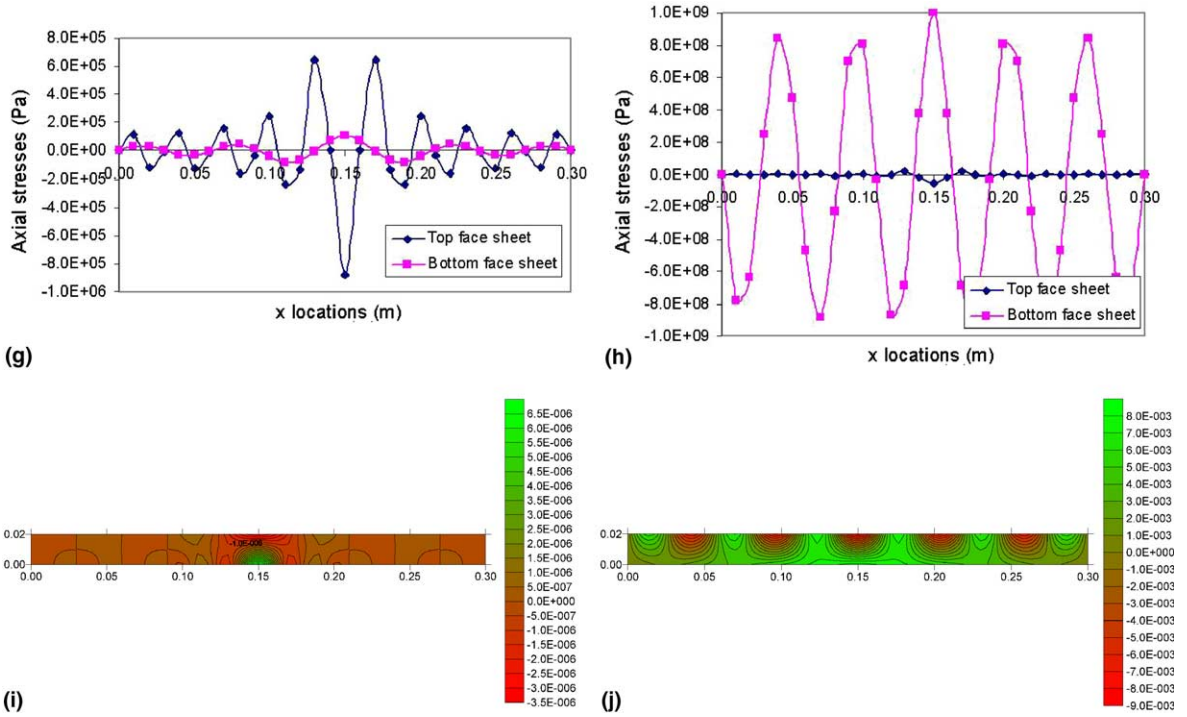 8.0E+05
6.0E+05
4.0E+05
2.0E+05
0.0E+00
-2.0E+05
-4.0E+05
-6.0E+05
-8.0E+05
-1.0E+06
Axial stresses (Pa)
0.00 0.05 0.10 0.15 0.20 0.25 0.30
Top face sheet
Bottom face sheet
x locations (m)
(g)
1.0E+09
8.0E+08
6.0E+08
4.0E+08
2.0E+08
0.0E+00
-2.0E+08
-4.0E+08
-6.0E+08
-8.0E+08
-1.0E+09
Axial stresses (Pa)
0.00 0.05 0.10 0.15 0.20 0.25 0.30
Top face sheet
Bottom face sheet
x locations (m)
(h)
0.02
0.00
-1.0E-006
0.00 0.05 0.10 0.15 0.20 0.25 0.30
6.5E-006
6.0E-006
5.0E-006
4.5E-006
3.5E-006
2.5E-006
2.0E-006
1.5E-006
1.0E-006
5.0E-007
0.0E+000
-5.0E-007
-1.0E-006
-1.5E-006
-2.0E-006
-2.5E-006
-3.0E-006
-3.5E-006
(i)
0.02
0.00
0.00 0.05 0.10 0.15 0.20 0.25 0.30
8.0E-003
7.0E-003
5.0E-003
4.0E-003
3.0E-003
2.0E-003
1.0E-003
0.0E+000
-1.0E-003
-2.0E-003
-3.0E-003
-4.0E-003
-5.0E-003
-6.0E-003
-7.0E-003
-8.0E-003
-9.0E-003
(j)